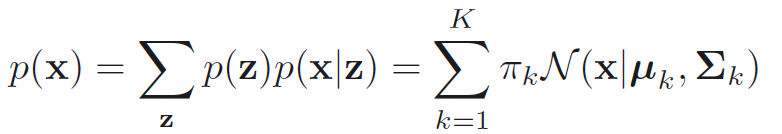 p(𝐱) = ∑_𝐳 p(𝐳)p(𝐱|𝐳) = ∑_{k=1}^{K} π_k 𝒩(𝐱|𝛍_k, 𝚺_k)